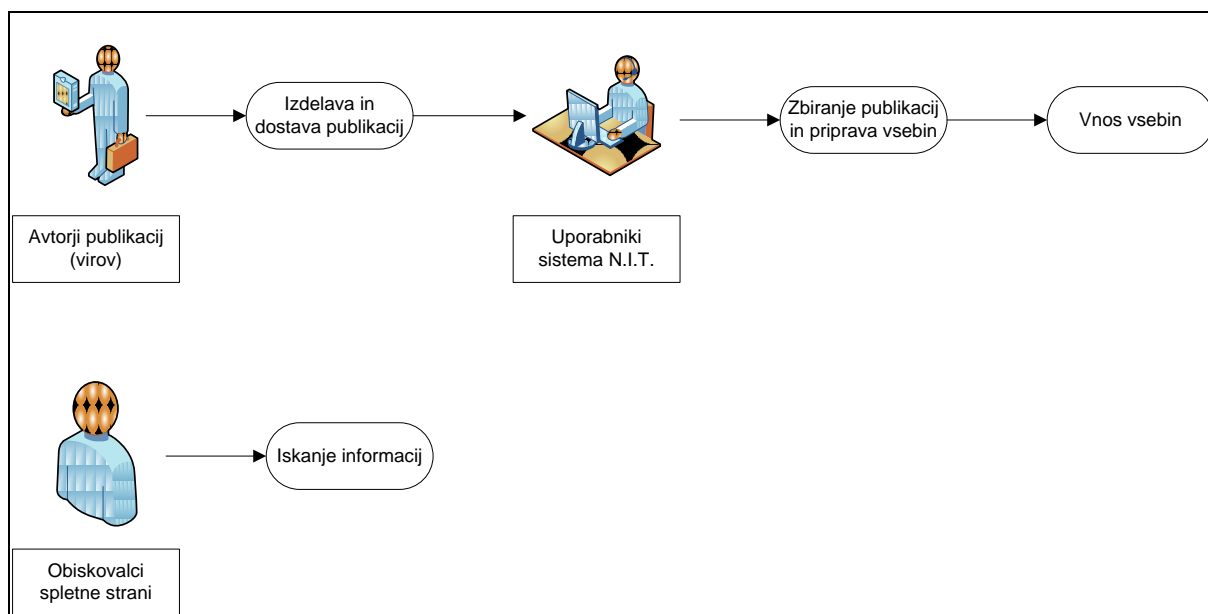 Izdelava in
dostava publikacij
Zbiranje publikacij
in priprava vsebin
Vnos vsebin
Avtorji publikacij
(virov)
Uporabniki
sistema N.I.T.
Iskanje informacij
Obiskovalci
spletne strani